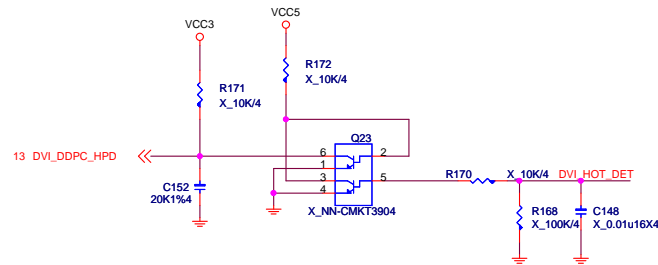 VCC3
VCC5
R171
X_10K/4
R172
X_10K/4
Q23
13 DVI_DDPC_HPD
6
2
1
3
5
4
R170
X_10K/4
DVI_HOT_DET
C152
20K1%4
X_NN-CMKT3904
R168
X_100K/4
C148
X_0.01u16X4